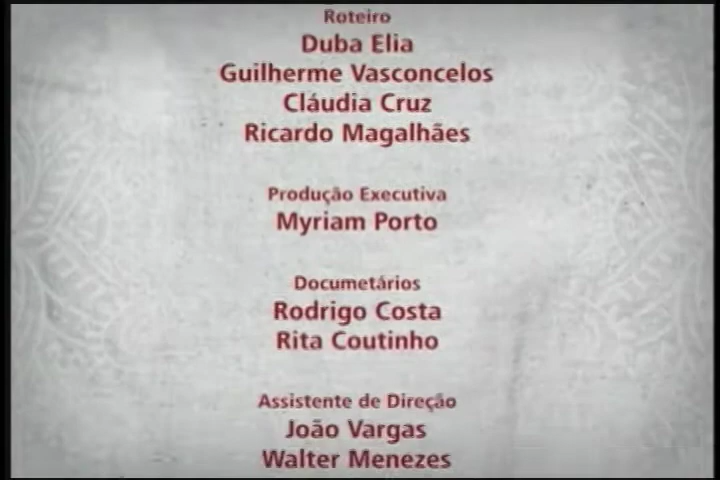 Roteiro
Duba Elia
Guilherme Vasconcelos
Cláudia Cruz
Ricardo Magalhães
Produção Executiva
Myriam Porto
Documetários
Rodrigo Costa
Rita Coutinho
Assistente de Direção
João Vargas
Walter Menezes